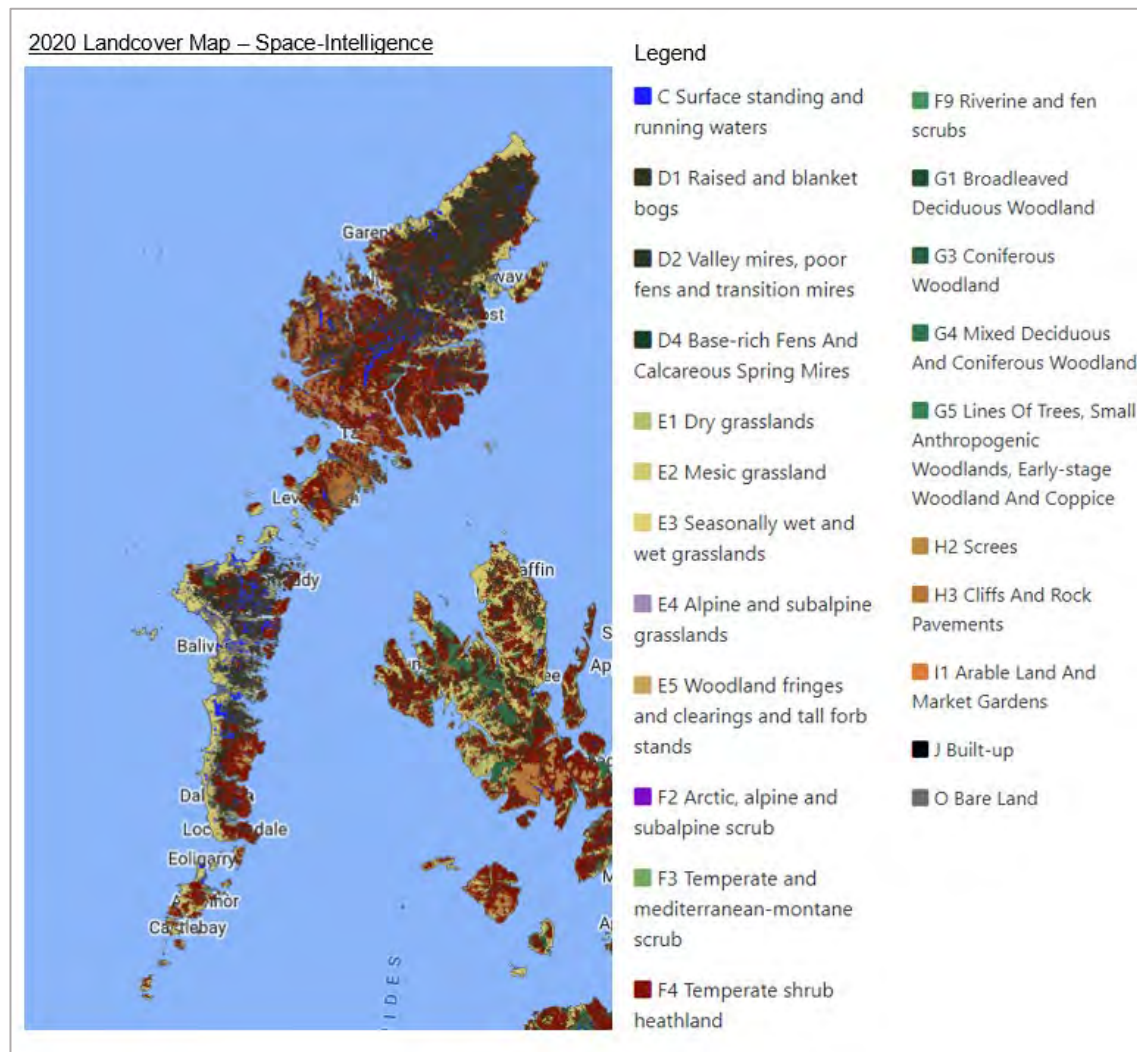 2020 Landcover Map – Space-Intelligence
Legend
C Surface standing and
running waters
D1 Raised and blanket
bogs
D2 Valley mires, poor
fens and transition mires
D4 Base-rich Fens And
Calcareous Spring Mires
E1 Dry grasslands
E2 Mesic grassland
E3 Seasonally wet and
wet grasslands
E4 Alpine and subalpine
grasslands
E5 Woodland fringes
and clearings and tall forb
stands
F2 Arctic, alpine and
subalpine scrub
F3 Temperate and
mediterranean-montane
scrub
F4 Temperate shrub
heathland
F9 Riverine and fen
scrubs
G1 Broadleaved
Deciduous Woodland
G3 Coniferous
Woodland
G4 Mixed Deciduous
And Coniferous Woodland
G5 Lines Of Trees, Small
Anthropogenic
Woodlands, Early-stage
Woodland And Coppice
H2 Screes
H3 Cliffs And Rock
Pavements
I1 Arable Land And
Market Gardens
J Built-up
O Bare Land
Eoligarry
Castlebay